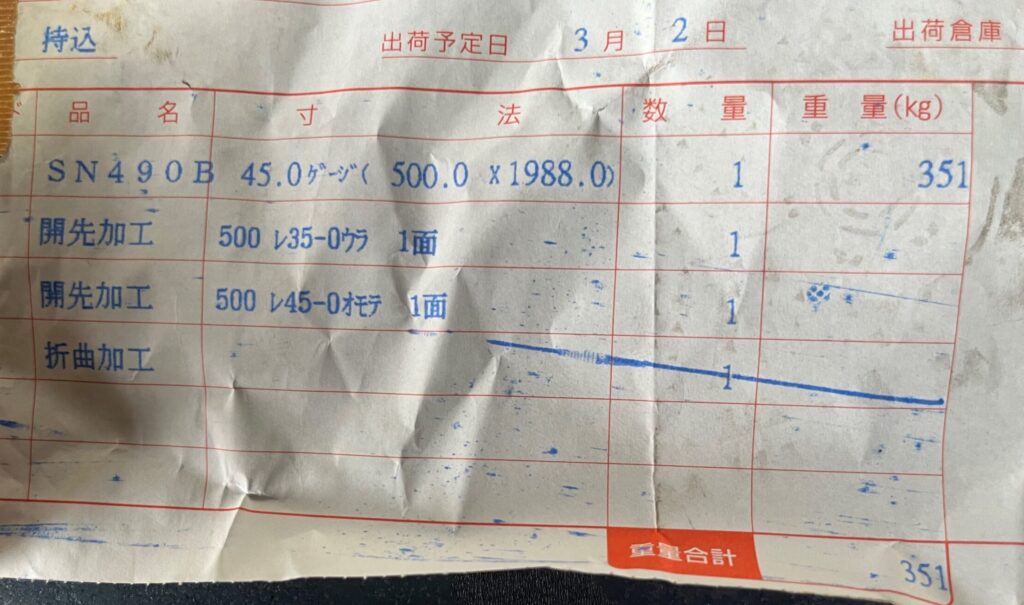 持込 出荷予定日 3月 2日 出荷倉庫
品名 寸法 数量 重量(kg)
SN490B 45.0ゲージ( 500.0 X1988.0) 1 351
開先加工 500 レ35-0ウラ 1面 1
開先加工 500 レ45-0オモテ 1面 1
折曲加工 1
重量合計 351